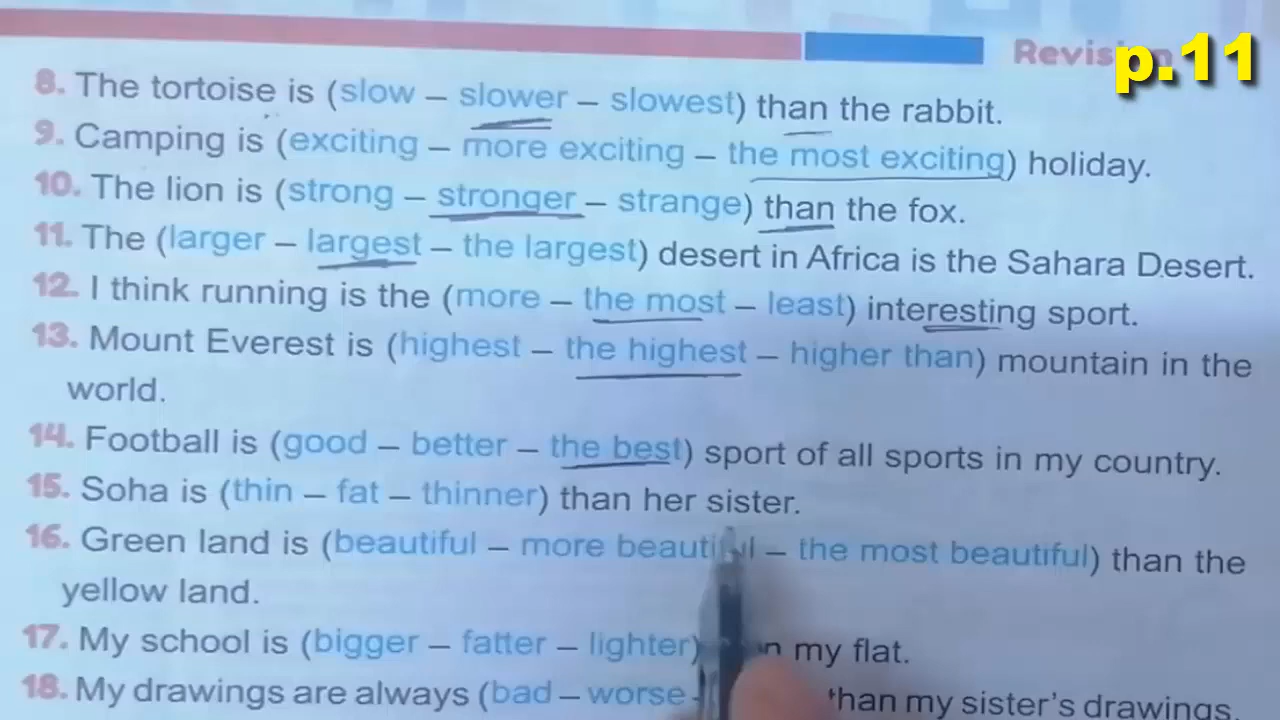 Revis
p.11
8. The tortoise is (slow – slower – slowest) than the rabbit.
9. Camping is (exciting – more exciting – the most exciting) holiday.
10. The lion is (strong – stronger – strange) than the fox.
11. The (larger – largest – the largest) desert in Africa is the Sahara Desert.
12. I think running is the (more – the most – least) interesting sport.
13. Mount Everest is (highest – the highest – higher than) mountain in the
world.
14. Football is (good – better – the best) sport of all sports in my country.
15. Soha is (thin – fat – thinner) than her sister.
16. Green land is (beautiful – more beautiful – the most beautiful) than the
yellow land.
17. My school is (bigger – fatter – lighter) my flat.
18. My drawings are always (bad – worse – than my sister's drawings.